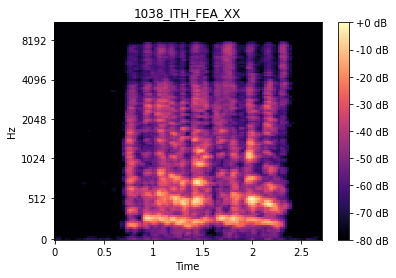 1038_ITH_FEA_XX
8192
4096
2048
1024
512
0
Hz
0
0.5
1
1.5
2
2.5
Time
+0 dB
-10 dB
-20 dB
-30 dB
-40 dB
-50 dB
-60 dB
-70 dB
-80 dB